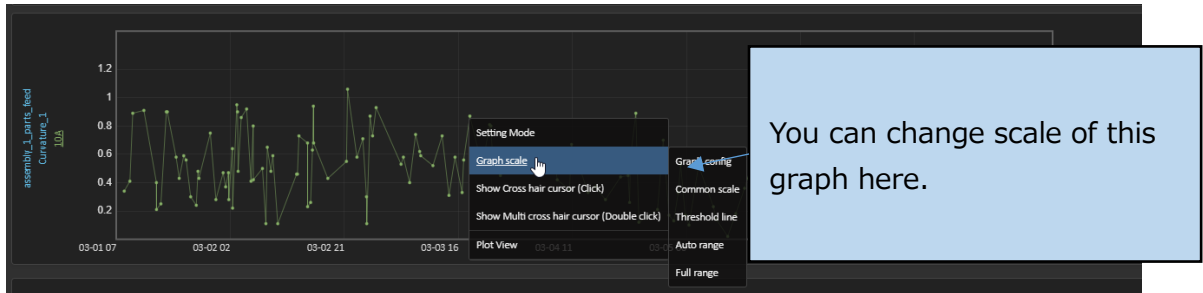 1.2
1
0.8
0.6
0.4
0.2
assembly_1_parts_feed
Curvature_1
10A
03-01 07
03-02 02
03-02 21
03-03 16
03-04 11
Setting Mode
Graph scale
Show Cross hair cursor (Click)
Show Multi cross hair cursor (Double click)
Plot View
Graph config
Common scale
Threshold line
Auto range
Full range
You can change scale of this
graph here.